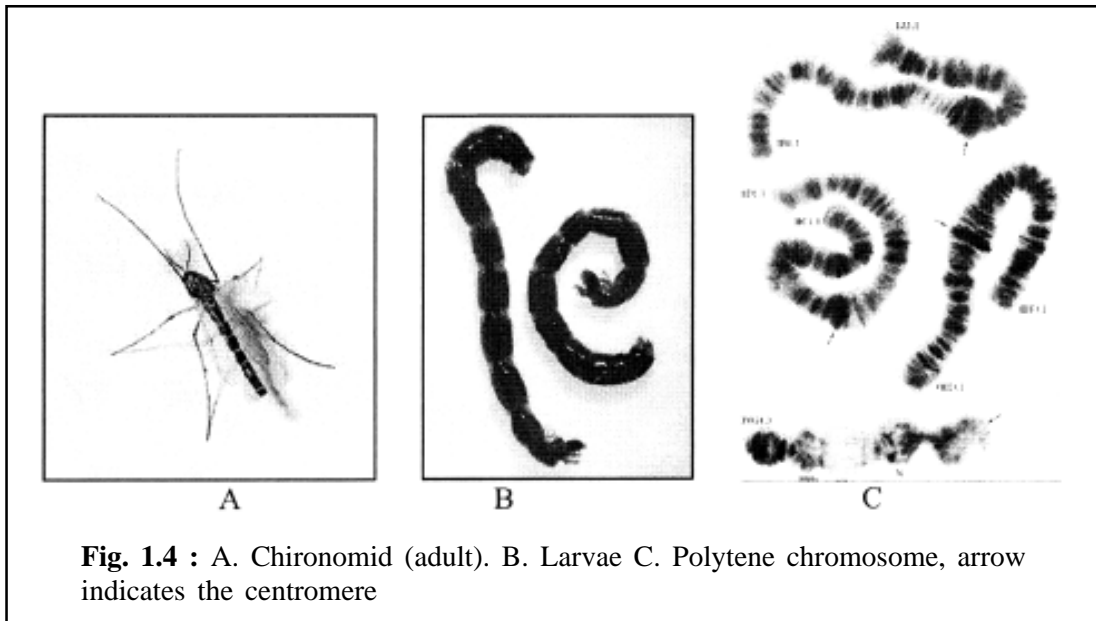 A
B
C
Fig. 1.4 : A. Chironomid (adult). B. Larvae C. Polytene chromosome, arrow
indicates the centromere